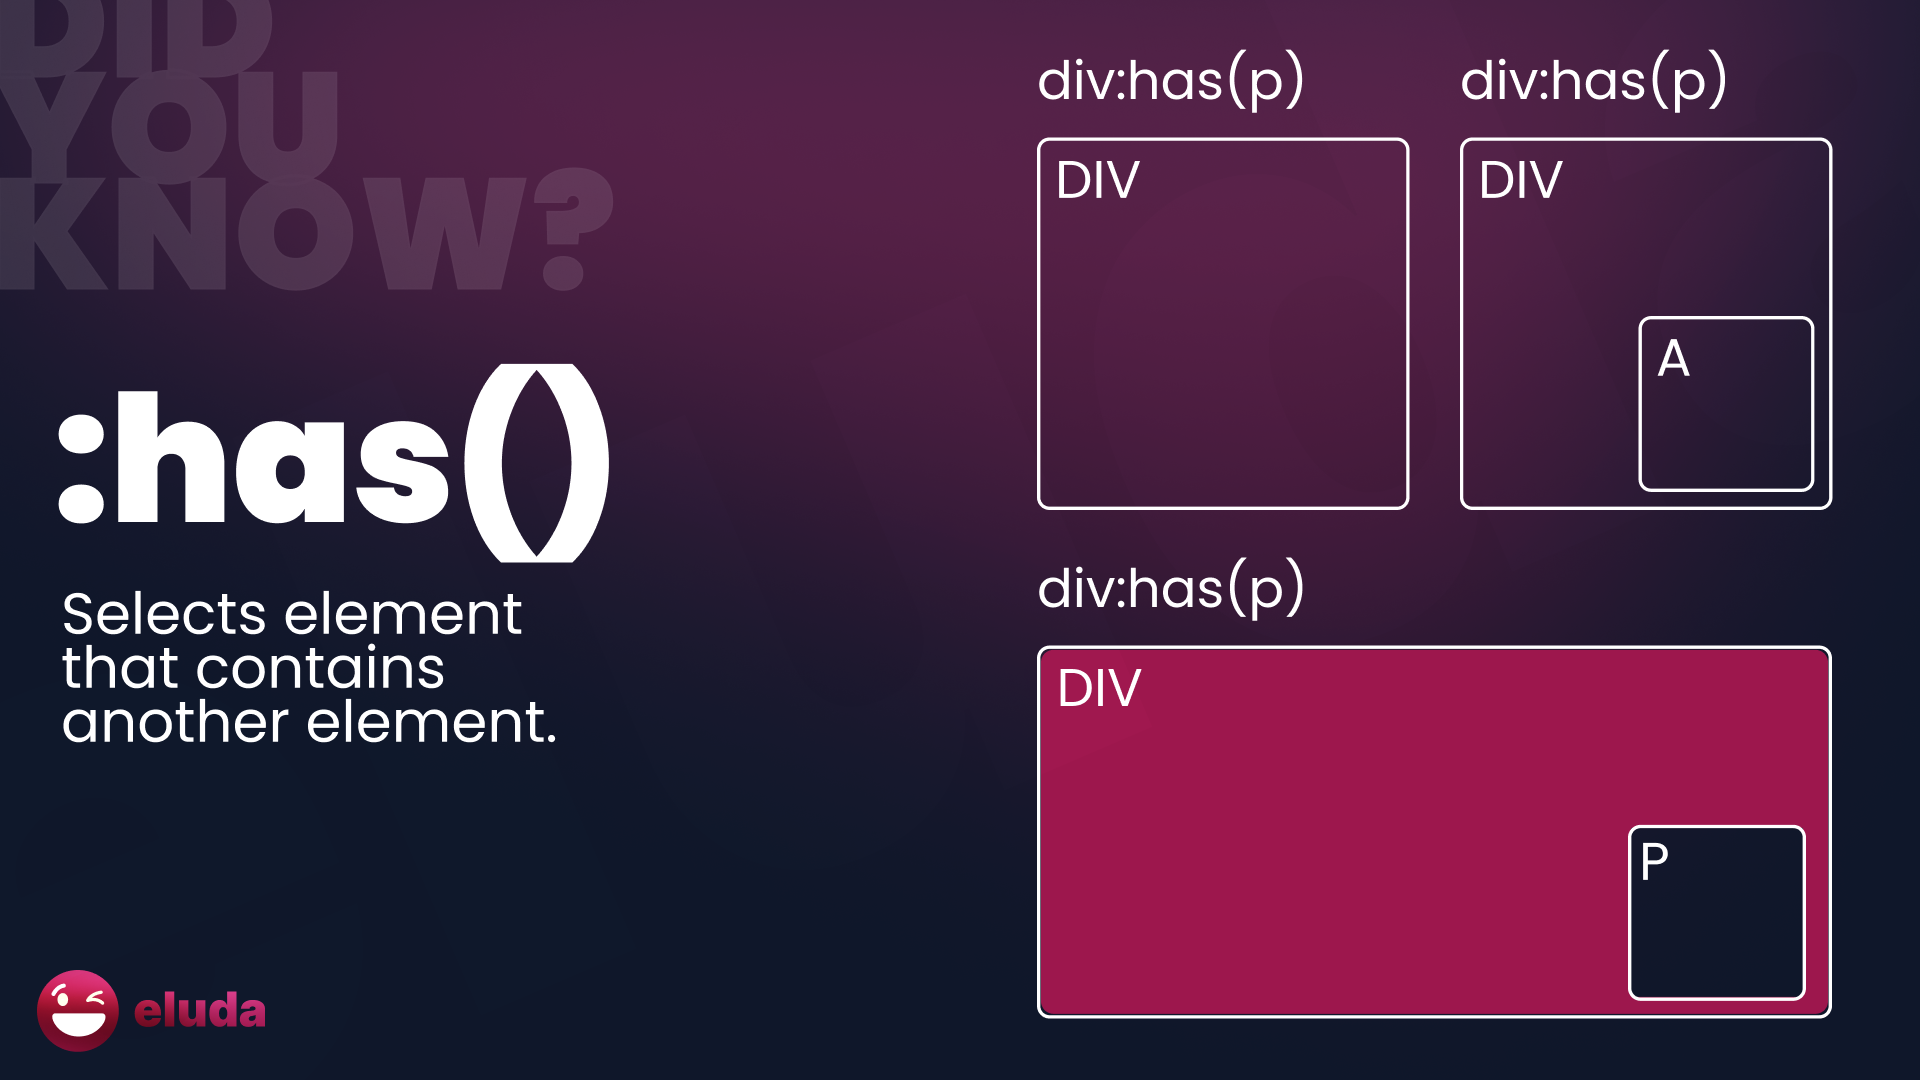 DID
YOU
KNOW?
:has()
Selects element
that contains
another element.
eluda
div:has(p)
DIV
div:has(p)
DIV
A
div:has(p)
DIV
P